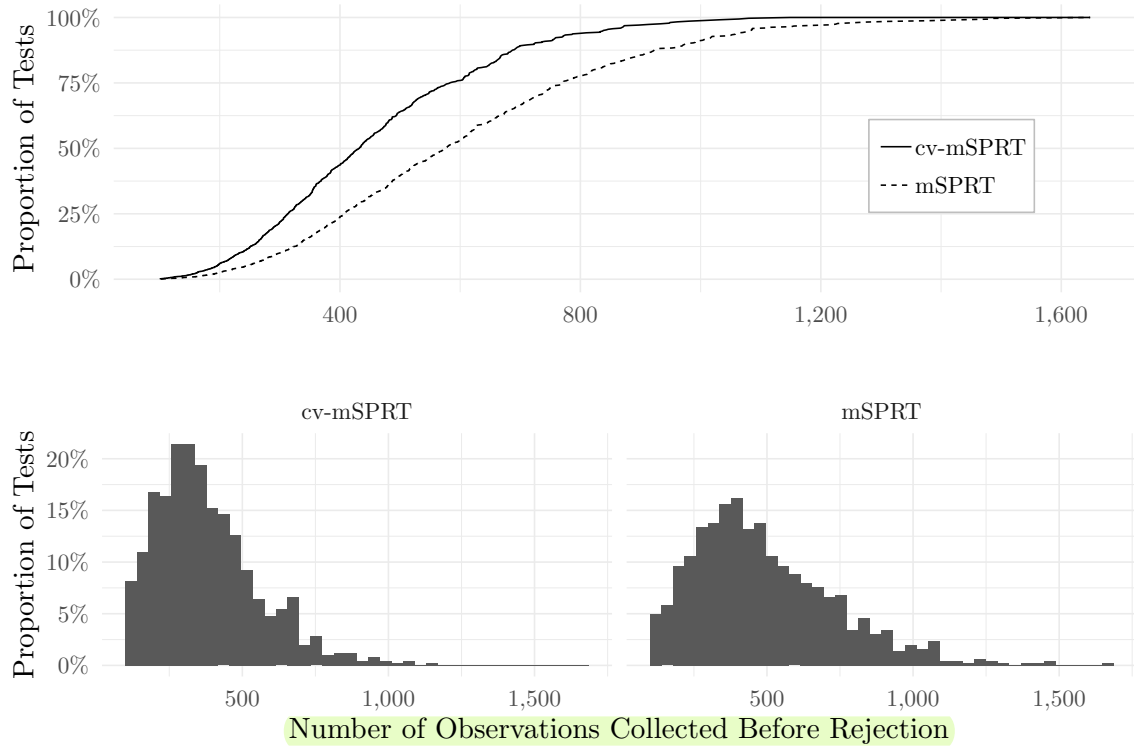 Proportion of Tests
100%
75%
50%
25%
0%
cv-mSPRT
mSPRT
400 800 1,200 1,600
cv-mSPRT mSPRT
Proportion of Tests
20%
15%
10%
5%
0%
500 1,000 1,500 500 1,000 1,500
Number of Observations Collected Before Rejection